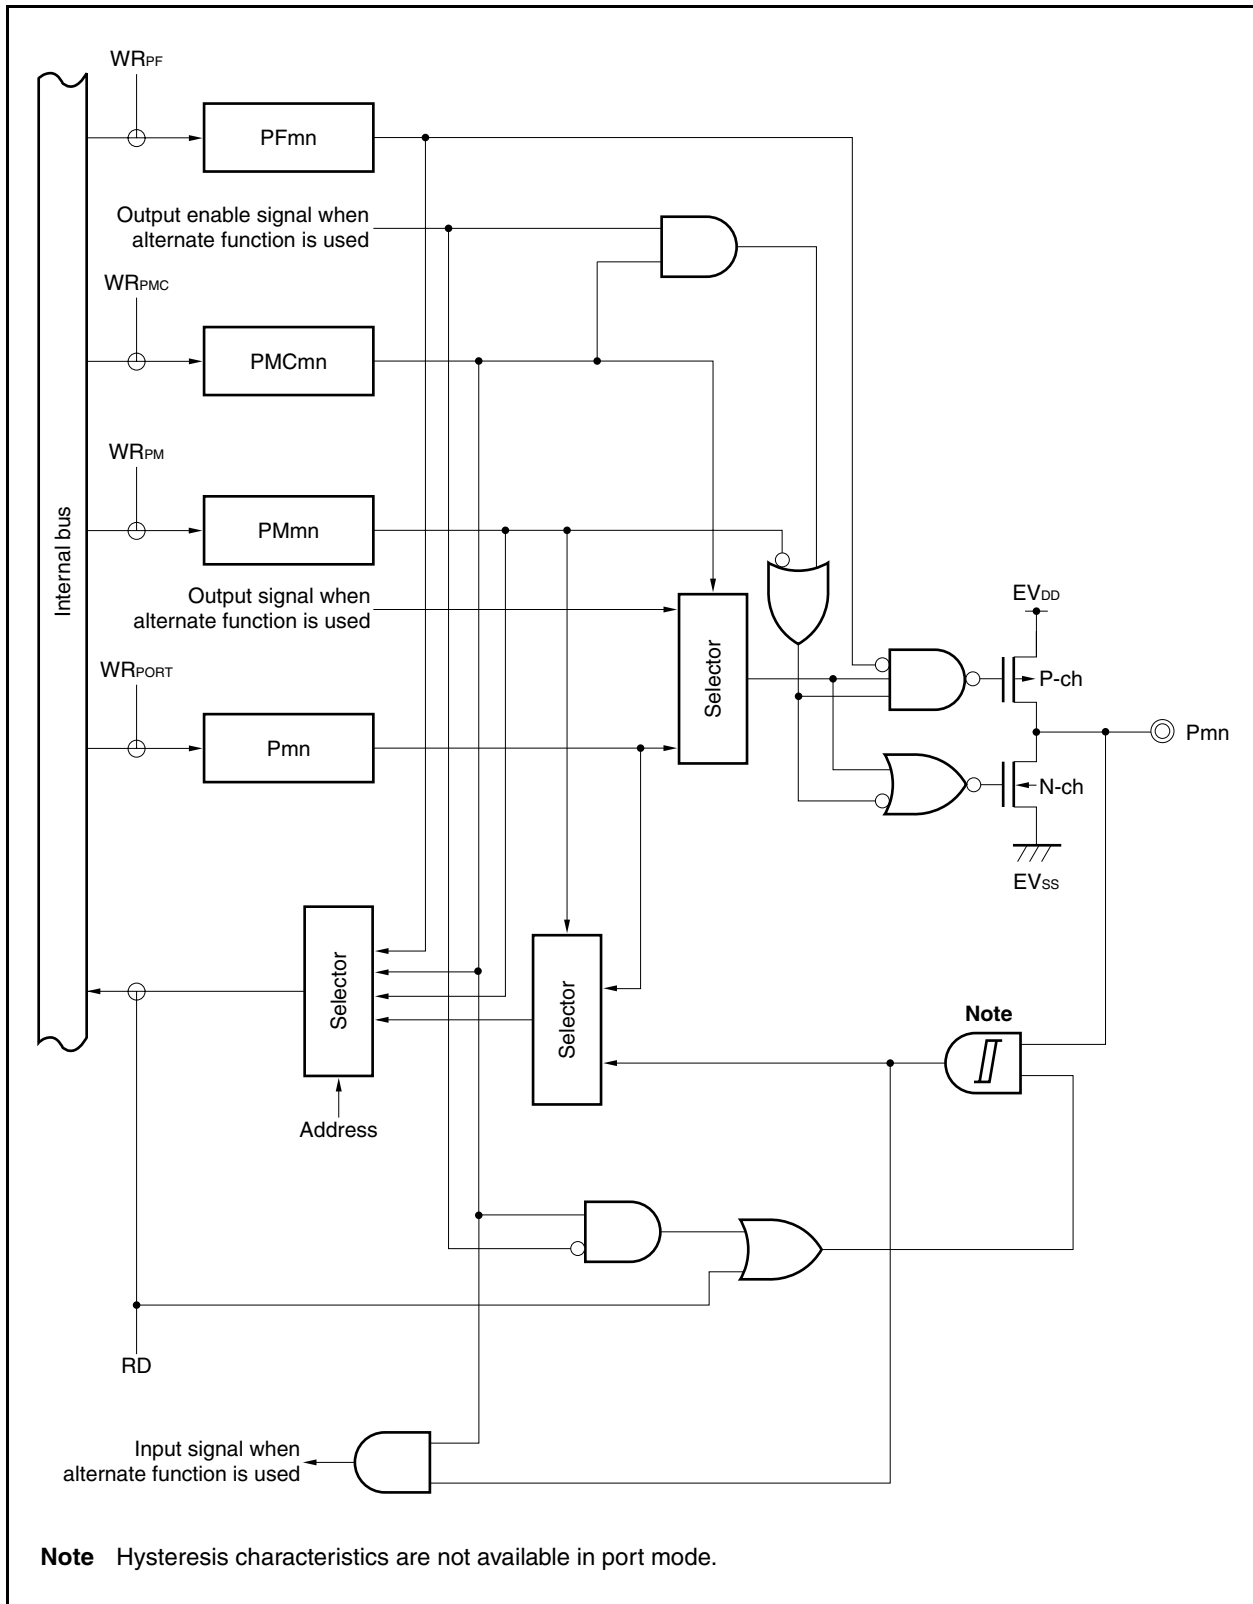 WRPF
PFmn
Output enable signal when
alternate function is used
WRPMC
PMCmn
WRPM
PMmn
Internal bus
Output signal when
alternate function is used
Selector
EVDD
P-ch
WRPORT
Pmn
Pmn
N-ch
EVSS
Selector
Selector
Note
Address
RD
Input signal when
alternate function is used
Note Hysteresis characteristics are not available in port mode.